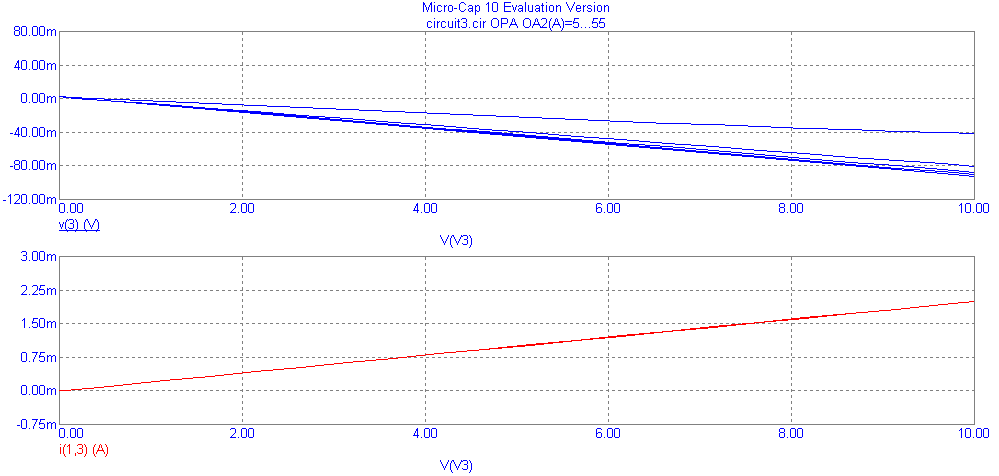 Micro-Cap 10 Evaluation Version
circuit3.cir OPA OA2(A)=5...55
80.00m
40.00m
0.00m
-40.00m
-80.00m
-120.00m
0.00 2.00 4.00 6.00 8.00 10.00
v(3) (V)
V(V3)
3.00m
2.25m
1.50m
0.75m
0.00m
-0.75m
0.00 2.00 4.00 6.00 8.00 10.00
i(1,3) (A)
V(V3)